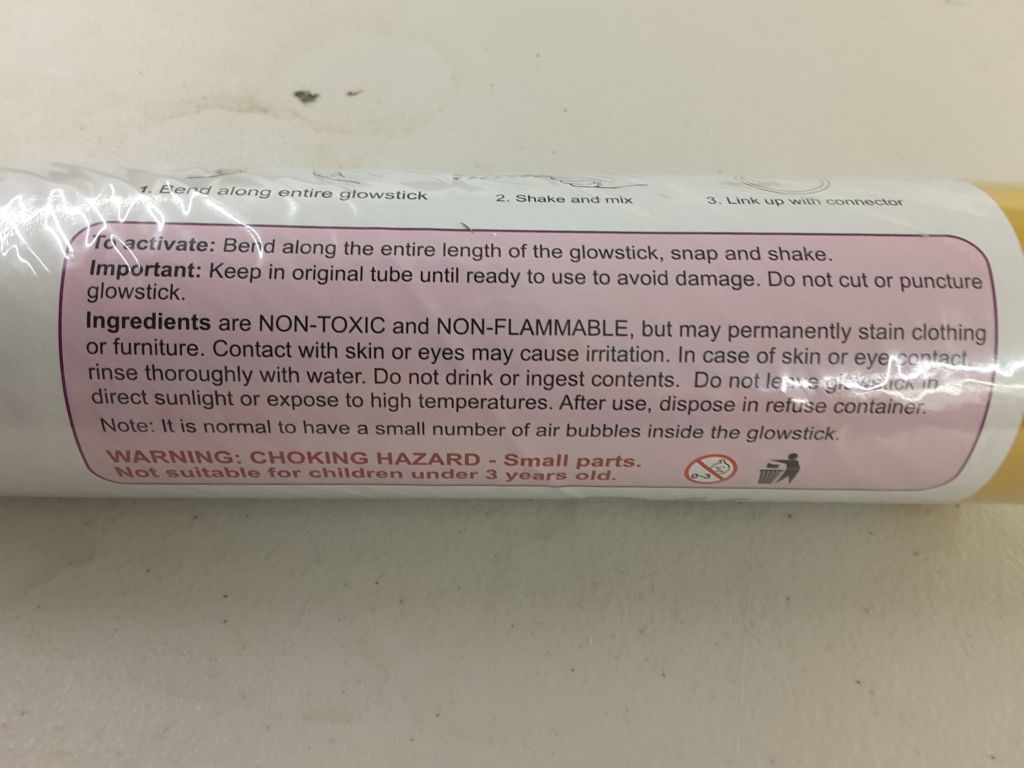 1. Bend along entire glowstick
2. Shake and mix
3. Link up with connector
To activate: Bend along the entire length of the glowstick, snap and shake.
Important: Keep in original tube until ready to use to avoid damage. Do not cut or puncture
glowstick.
Ingredients are NON-TOXIC and NON-FLAMMABLE, but may permanently stain clothing
or furniture. Contact with skin or eyes may cause irritation. In case of skin or eye contact,
rinse thoroughly with water. Do not drink or ingest contents. Do not leave glowstick in
direct sunlight or expose to high temperatures. After use, dispose in refuse container.
Note: It is normal to have a small number of air bubbles inside the glowstick.
WARNING: CHOKING HAZARD - Small parts.
Not suitable for children under 3 years old.
0-3